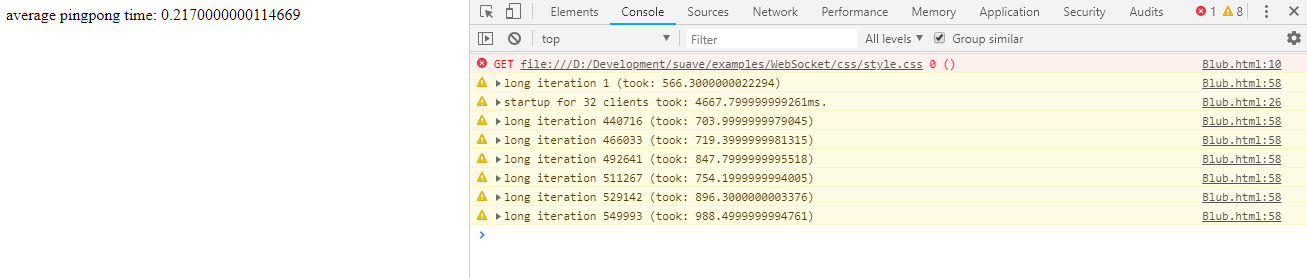 average pingpong time: 0.2170000000114669
Elements Console Sources Network Performance Memory Application Security Audits 1 8
top Filter All levels Group similar
GET file:///D:/Development/suave/examples/WebSocket/css/style.css 0 () Blub.html:10
long iteration 1 (took: 566.3000000022294) Blub.html:58
startup for 32 clients took: 4667.799999999261ms. Blub.html:26
long iteration 440716 (took: 703.9999999979045) Blub.html:58
long iteration 466033 (took: 719.3999999981315) Blub.html:58
long iteration 492641 (took: 847.7999999995518) Blub.html:58
long iteration 511267 (took: 754.1999999994005) Blub.html:58
long iteration 529142 (took: 896.3000000003376) Blub.html:58
long iteration 549993 (took: 988.4999999994761) Blub.html:58